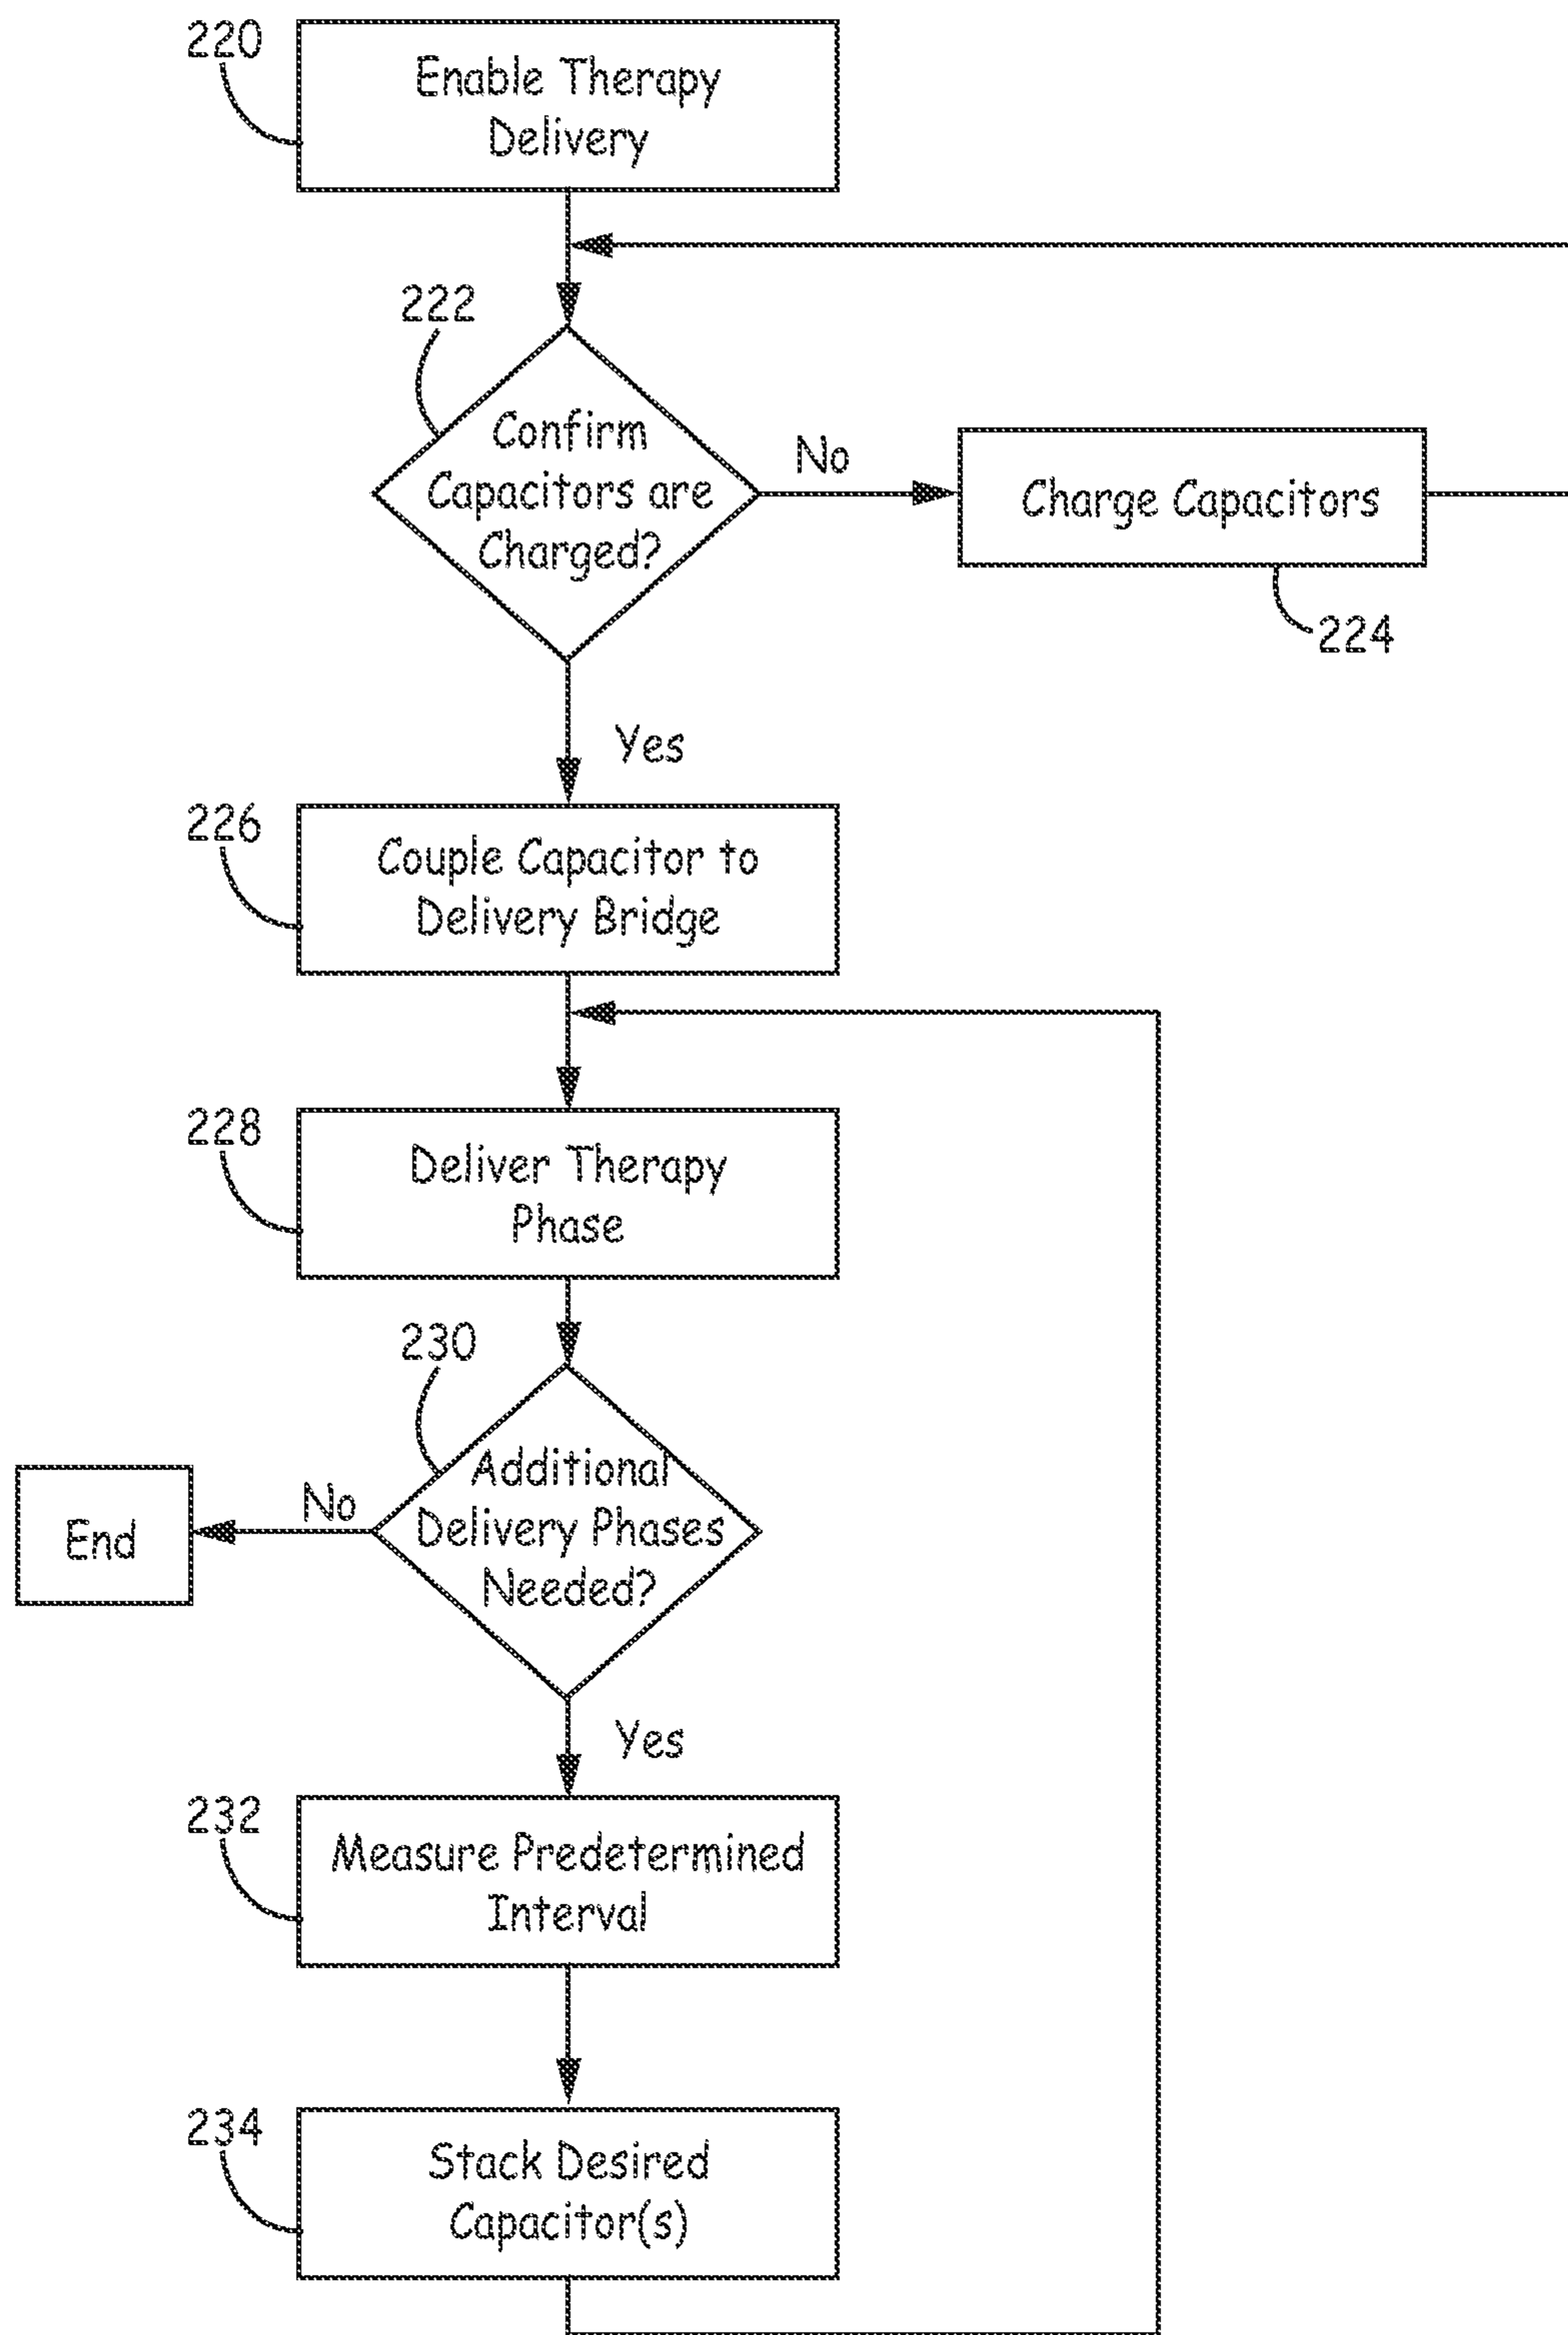 220
Enable Therapy
Delivery
222
Confirm
Capacitors are
Charged?
No
Charge Capacitors
224
Yes
226
Couple Capacitor to
Delivery Bridge
228
Deliver Therapy
Phase
230
Additional
Delivery Phases
Needed?
No
End
Yes
232
Measure Predetermined
Interval
234
Stack Desired
Capacitor(s)